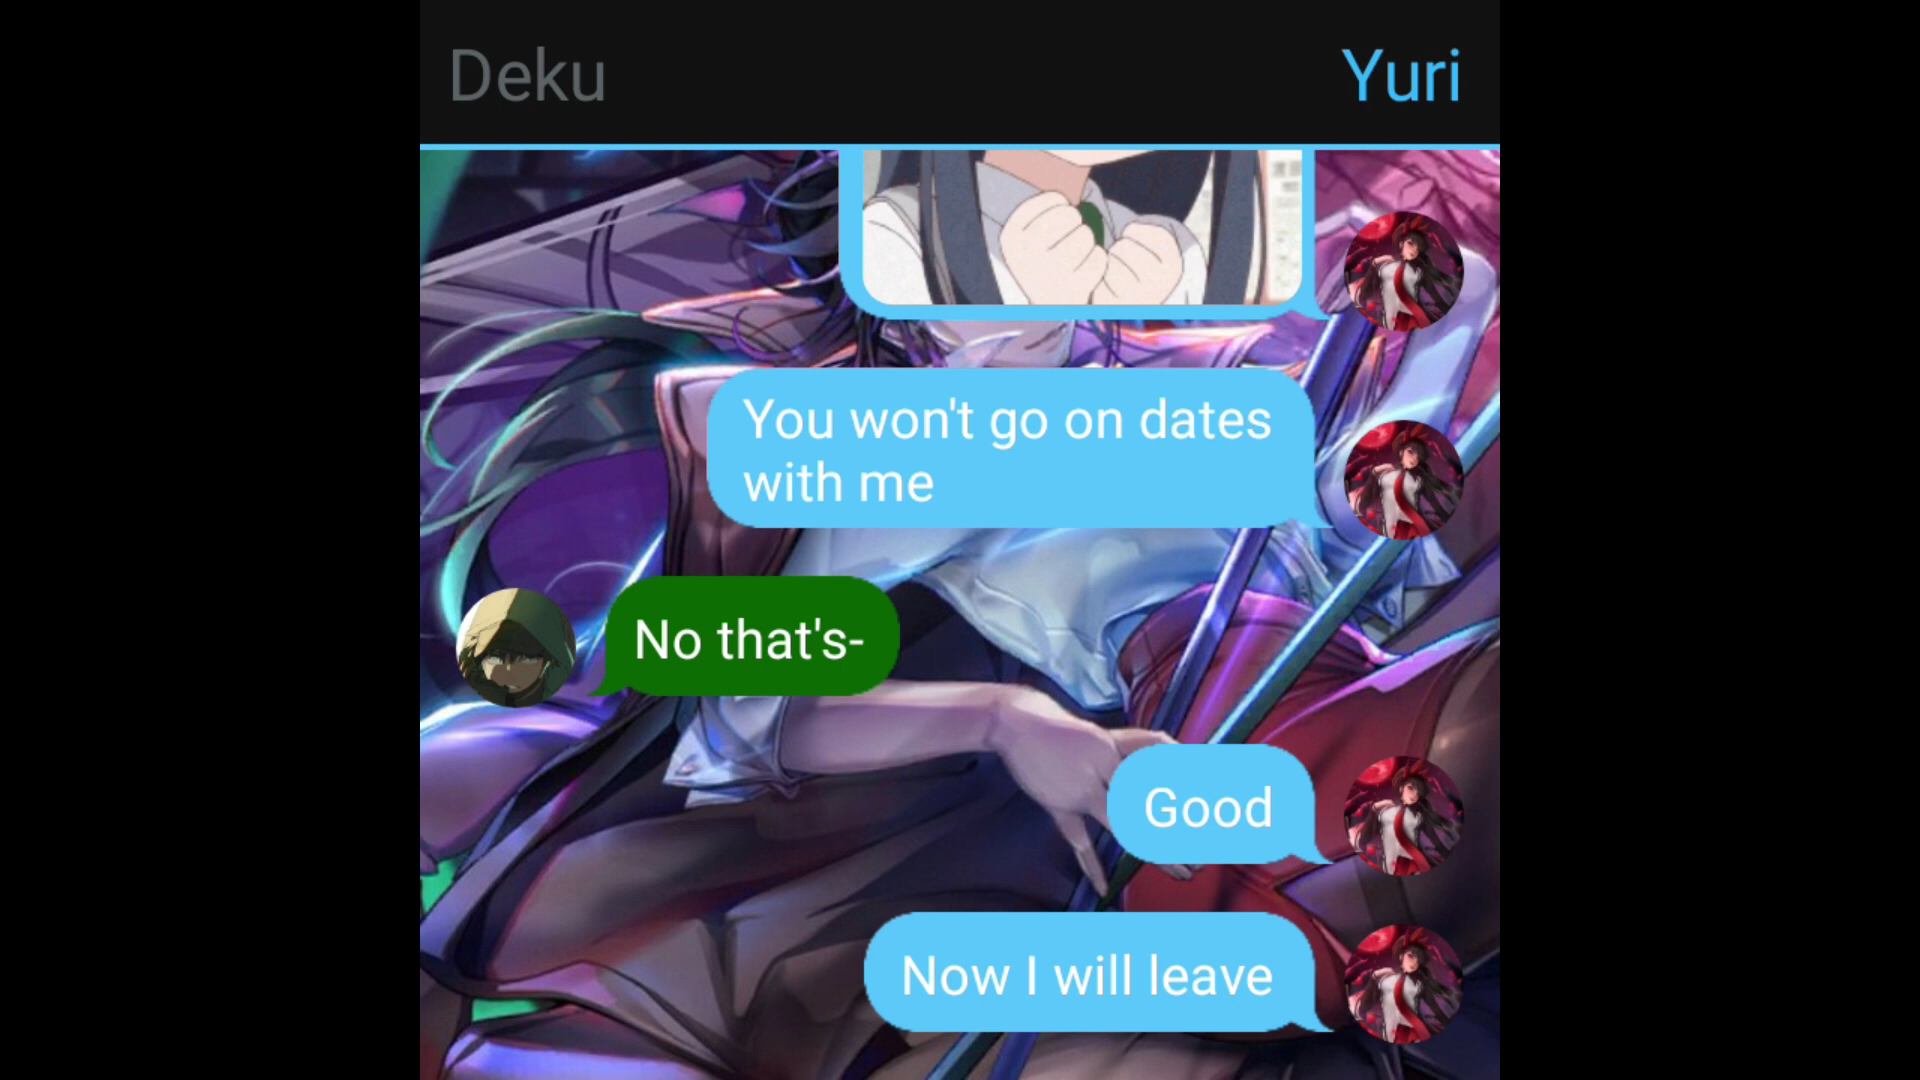 Deku
Yuri
You won't go on dates
with me
No that's-
Good
Now I will leave